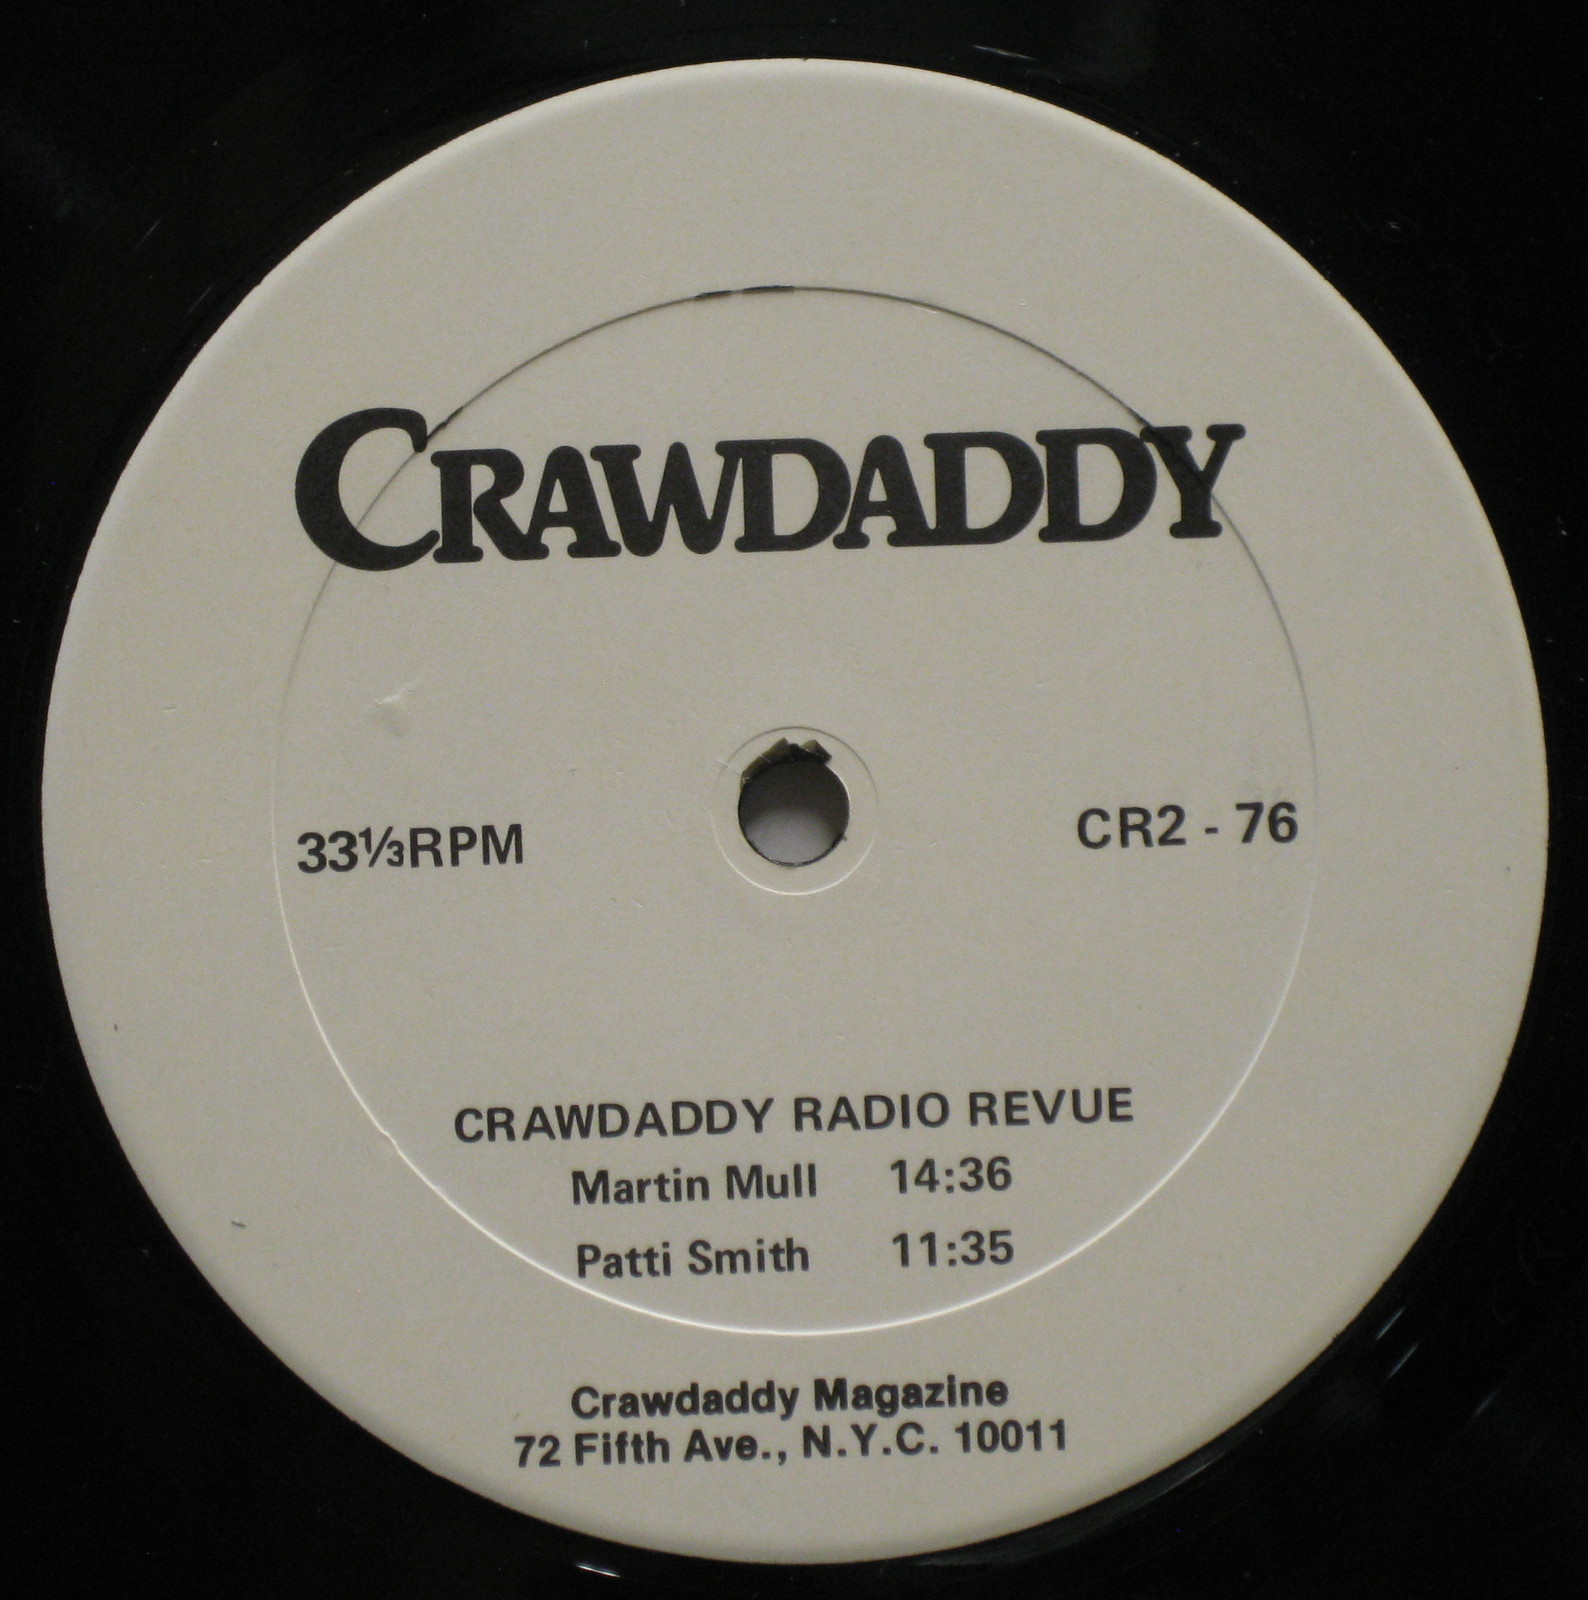 CRAWDADDY
33⅓RPM
CR2 - 76
CRAWDADDY RADIO REVUE
Martin Mull 14:36
Patti Smith 11:35
Crawdaddy Magazine
72 Fifth Ave., N.Y.C. 10011